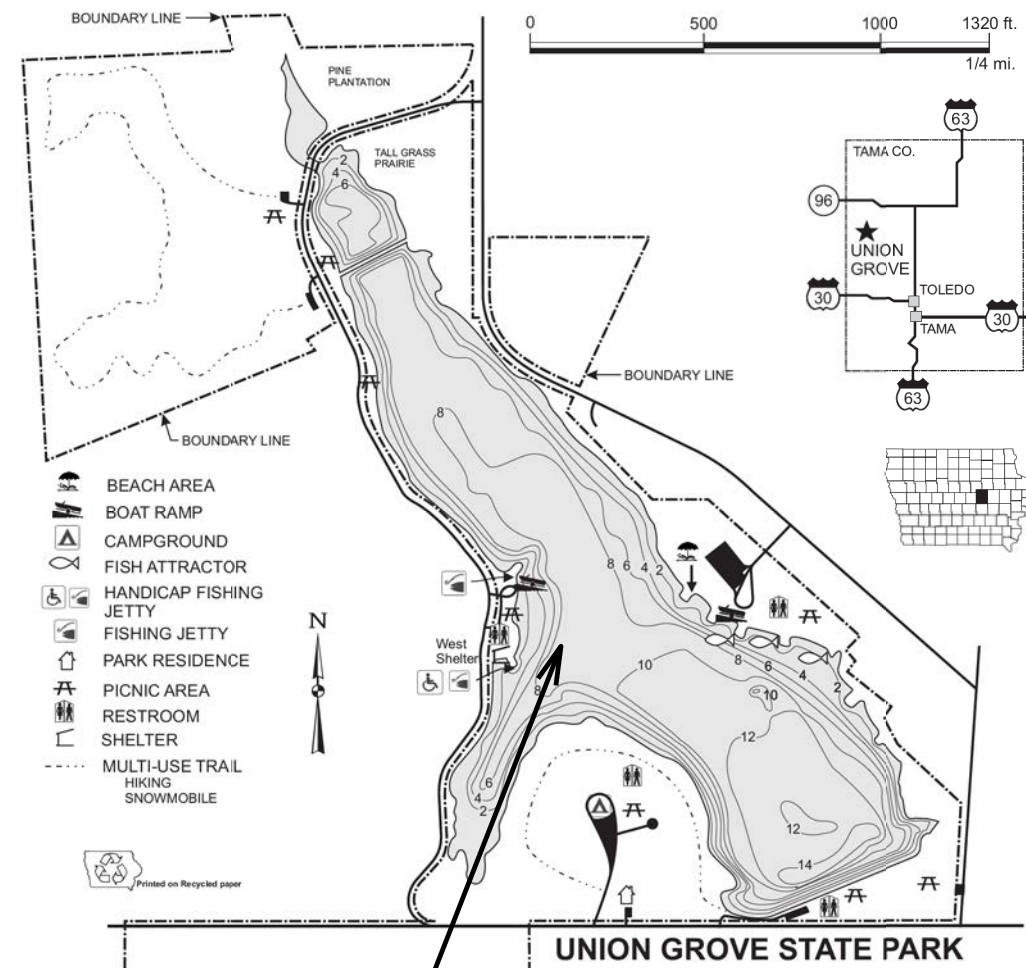 BOUNDARY LINE
0 500 1000 1320 ft.
1/4 mi.
PINE
PLANTATION
TALL GRASS
PRAIRIE
2
4
6
63
TAMA CO.
96
UNION
GROVE
TOLEDO
30
TAMA
30
63
BOUNDARY LINE
BOUNDARY LINE
8
8
6
4
2
BEACH AREA
BOAT RAMP
CAMPGROUND
FISH ATTRACTOR
HANDICAP FISHING
JETTY
FISHING JETTY
PARK RESIDENCE
PICNIC AREA
RESTROOM
SHELTER
MULTI-USE TRAIL
HIKING
SNOWMOBILE
N
West
Shelter
8
6
4
2
10
10
8
6
4
2
12
12
14
Printed on Recycled paper
UNION GROVE STATE PARK